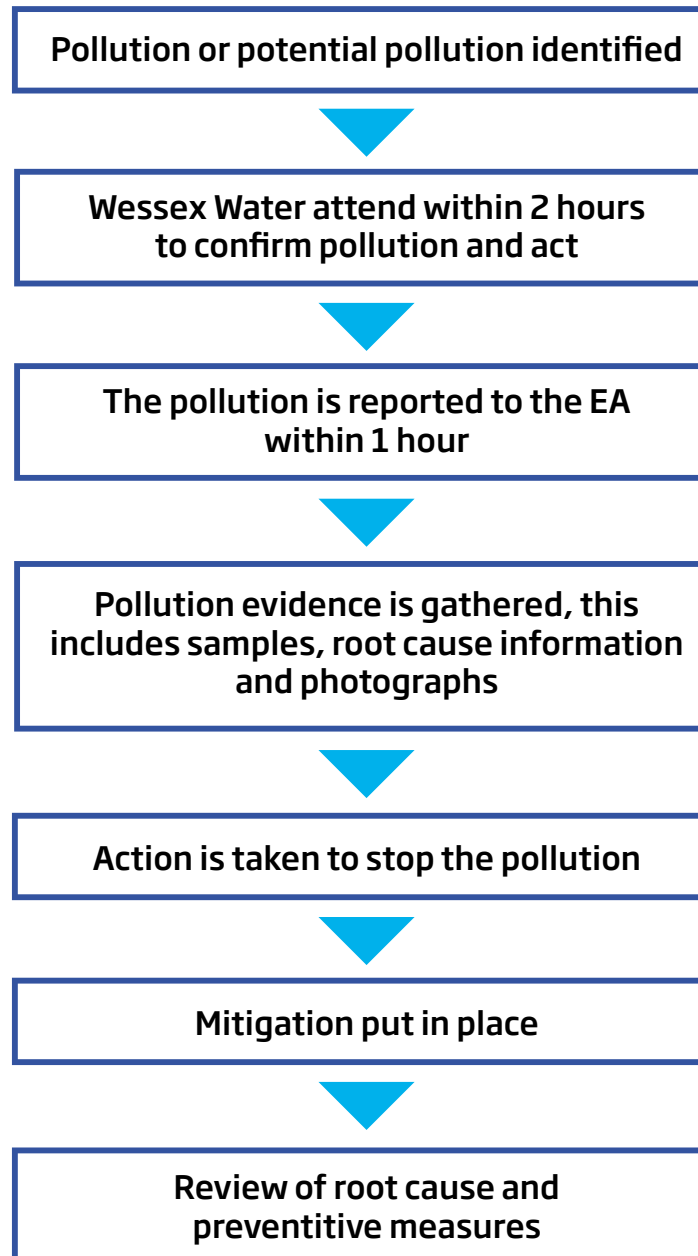 Pollution or potential pollution identified
Wessex Water attend within 2 hours
to confirm pollution and act
The pollution is reported to the EA
within 1 hour
Pollution evidence is gathered, this
includes samples, root cause information
and photographs
Action is taken to stop the pollution
Mitigation put in place
Review of root cause and
preventitive measures